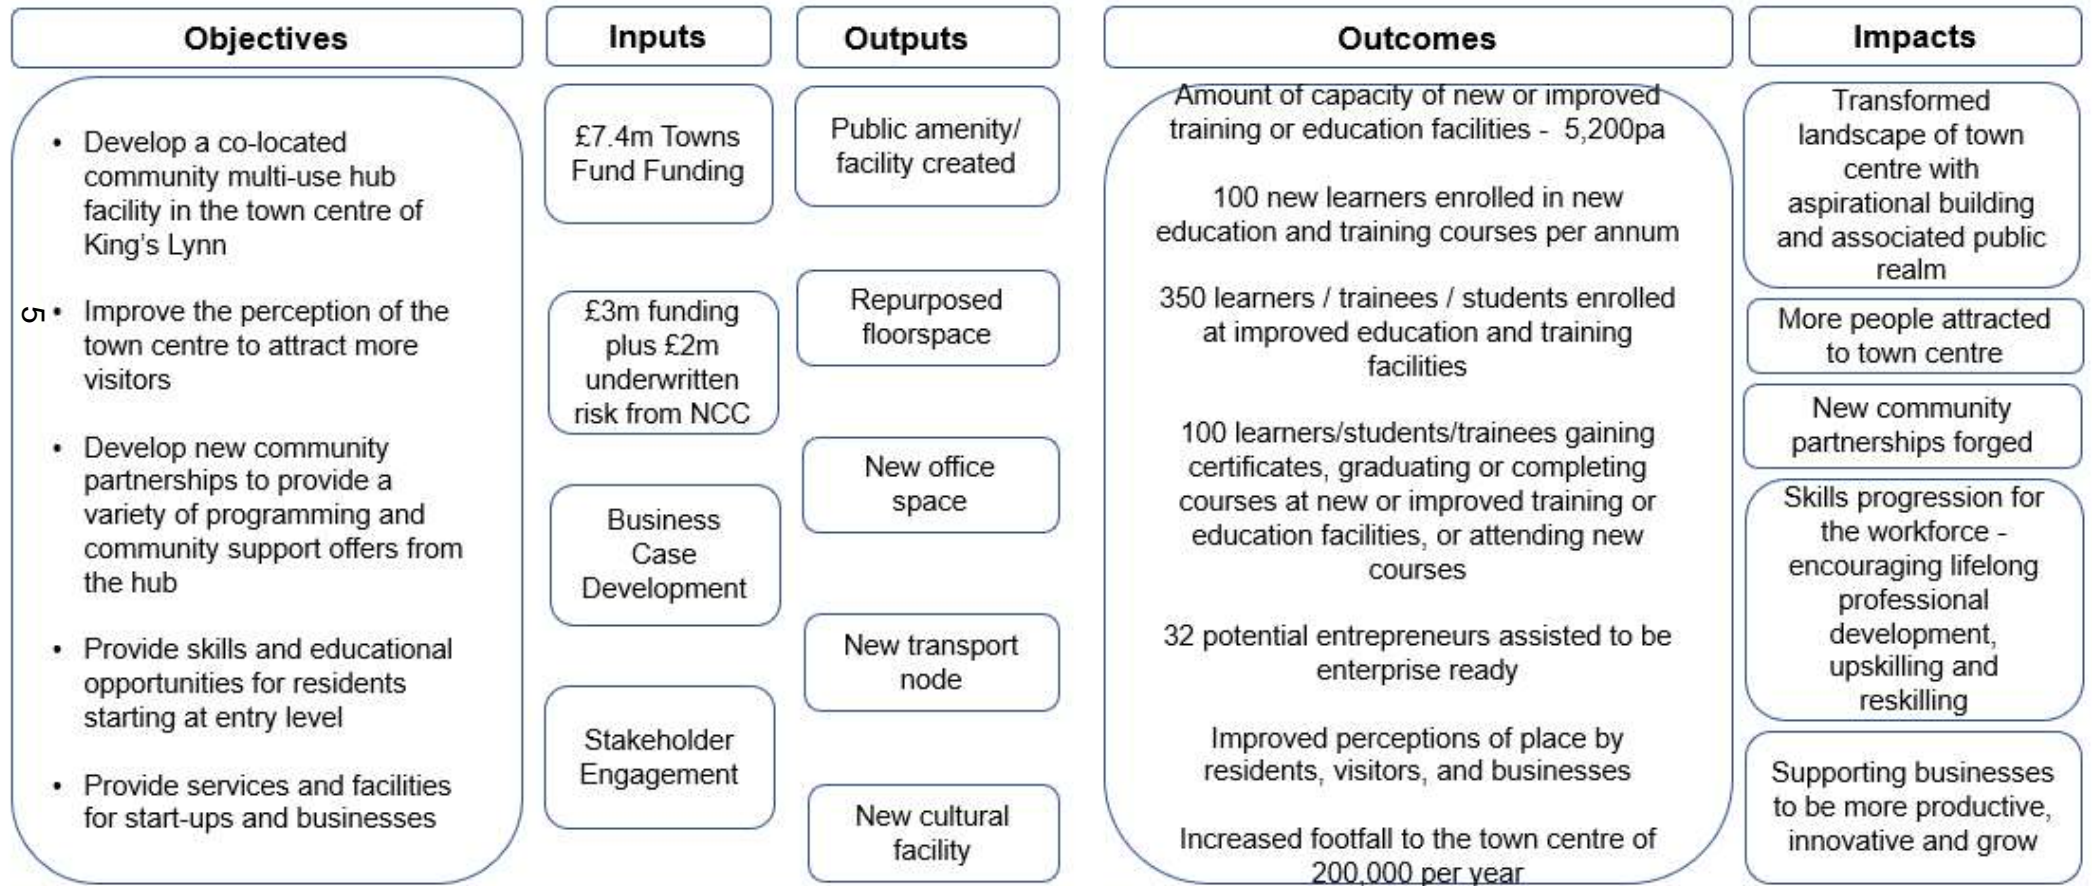 Objectives
• Develop a co-located
community multi-use hub
facility in the town centre of
King's Lynn
• Improve the perception of the
town centre to attract more
visitors
• Develop new community
partnerships to provide a
variety of programming and
community support offers from
the hub
• Provide skills and educational
opportunities for residents
starting at entry level
• Provide services and facilities
for start-ups and businesses
5
Inputs
£7.4m Towns
Fund Funding
£3m funding
plus £2m
underwritten
risk from NCC
Business
Case
Development
Stakeholder
Engagement
Outputs
Public amenity/
facility created
Repurposed
floorspace
New office
space
New transport
node
New cultural
facility
Outcomes
Amount of capacity of new or improved
training or education facilities - 5,200pa
100 new learners enrolled in new
education and training courses per annum
350 learners / trainees / students enrolled
at improved education and training
facilities
100 learners/students/trainees gaining
certificates, graduating or completing
courses at new or improved training or
education facilities, or attending new
courses
32 potential entrepreneurs assisted to be
enterprise ready
Improved perceptions of place by
residents, visitors, and businesses
Increased footfall to the town centre of
200,000 per year
Impacts
Transformed
landscape of town
centre with
aspirational building
and associated public
realm
More people attracted
to town centre
New community
partnerships forged
Skills progression for
the workforce -
encouraging lifelong
professional
development,
upskilling and
reskilling
Supporting businesses
to be more productive,
innovative and grow